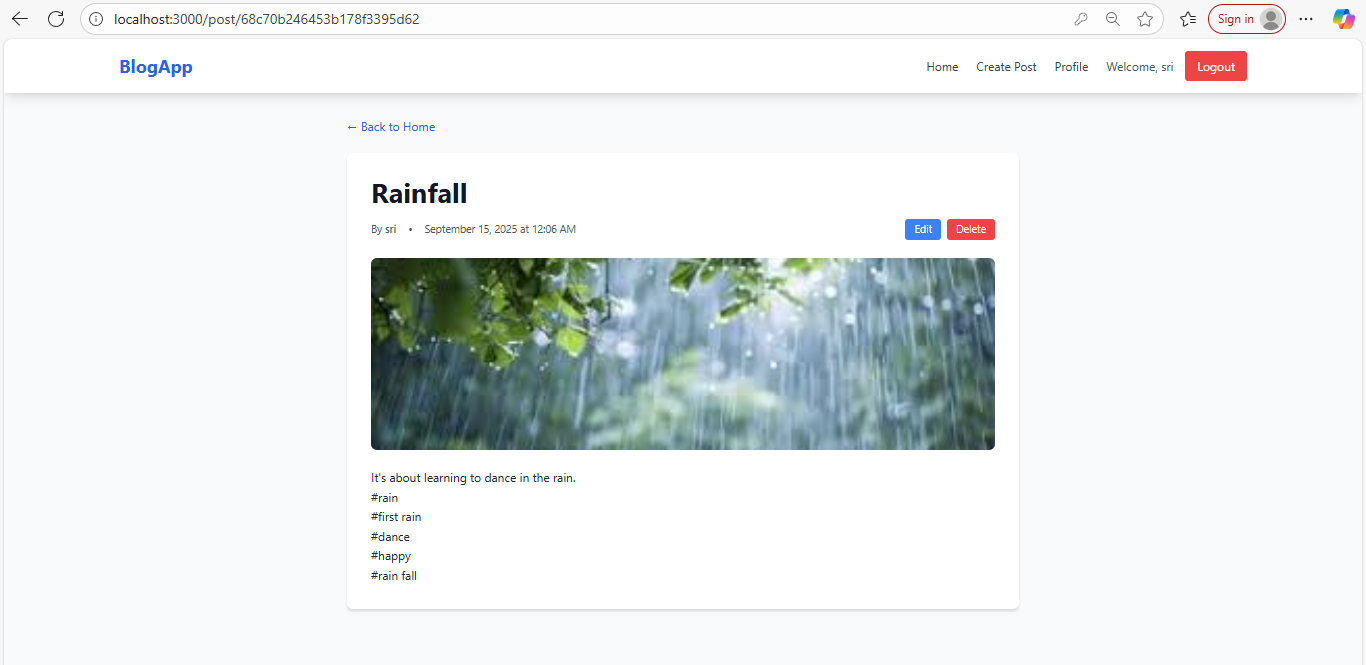 localhost:3000/post/68c70b246453b178f3395d62
Sign in
BlogApp
Home Create Post Profile Welcome, sri Logout
← Back to Home
Rainfall
By sri • September 15, 2025 at 12:06 AM
Edit Delete
It's about learning to dance in the rain.
#rain
#first rain
#dance
#happy
#rain fall